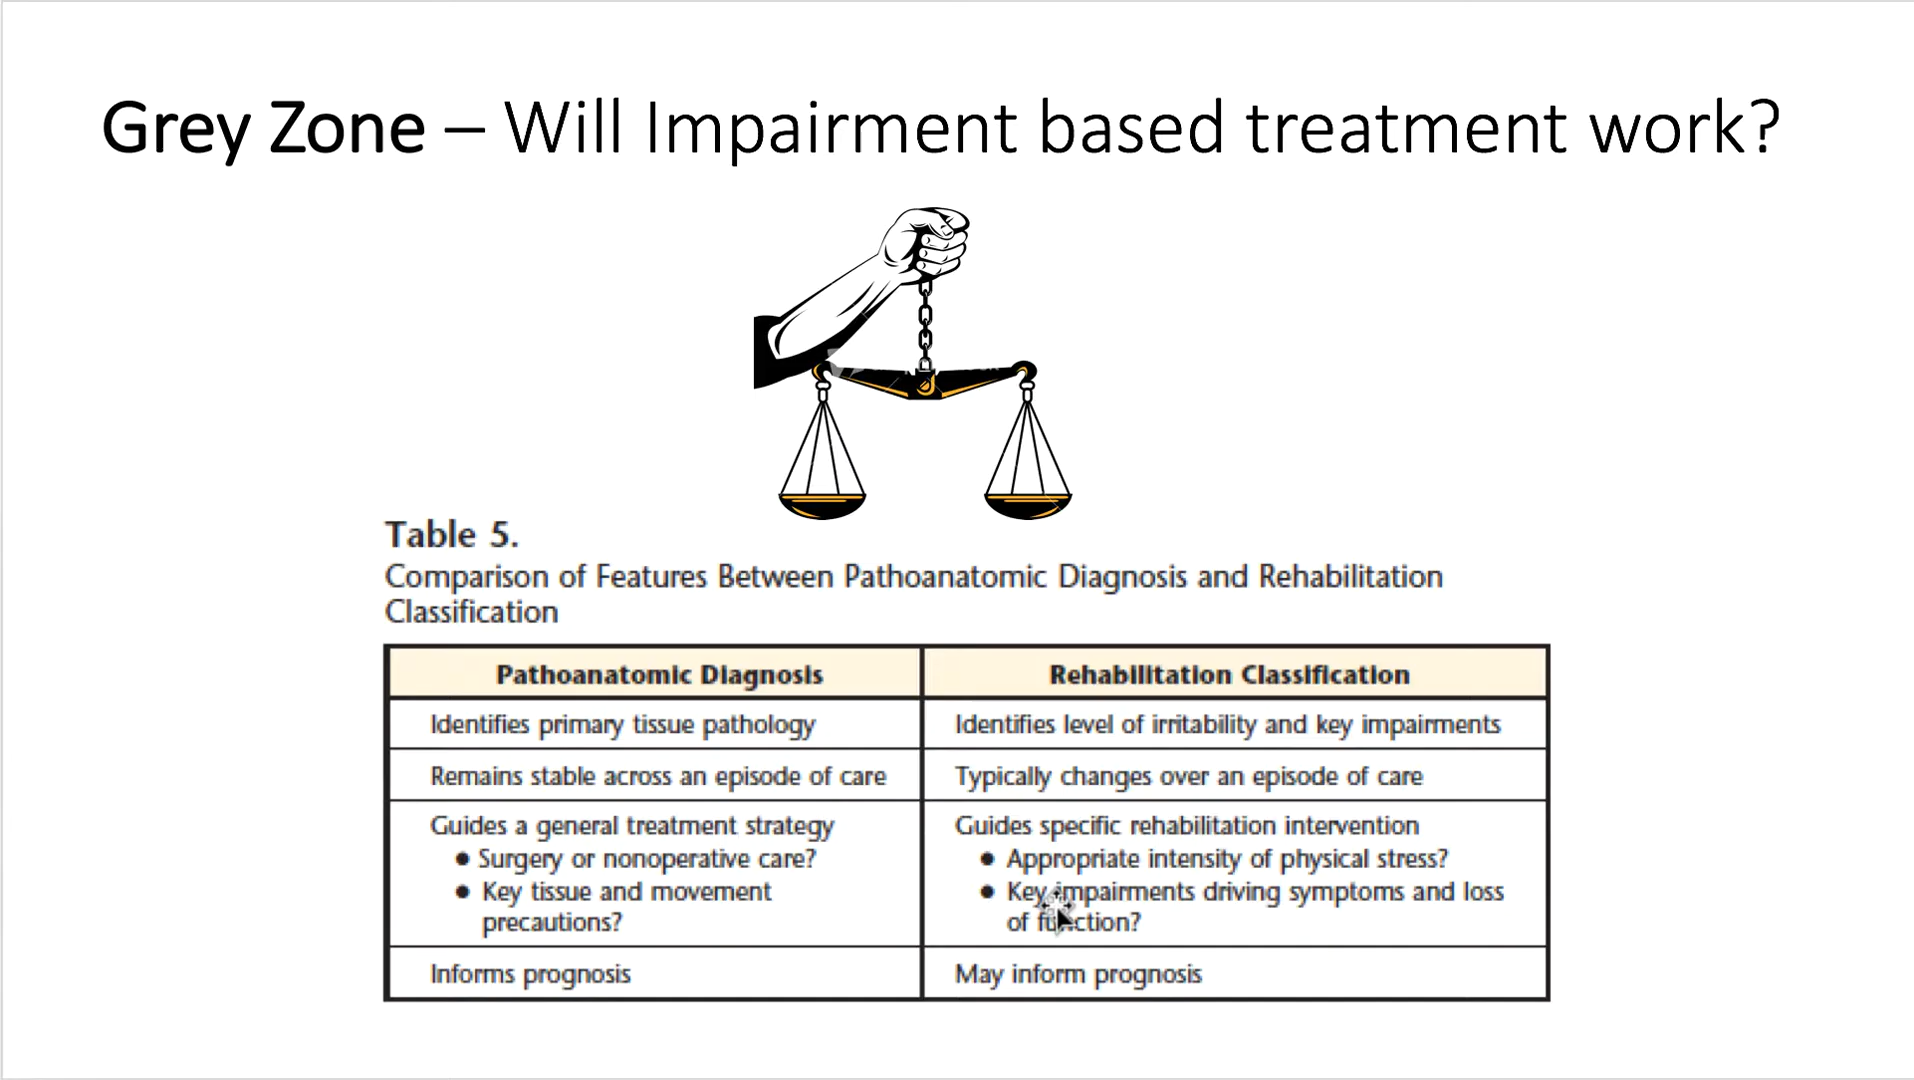 Grey Zone – Will Impairment based treatment work?
Table 5.
Comparison of Features Between Pathoanatomic Diagnosis and Rehabilitation
Classification
Pathoanatomic Diagnosis
Rehabilitation Classification
Identifies primary tissue pathology
Identifies level of irritability and key impairments
Remains stable across an episode of care
Typically changes over an episode of care
Guides a general treatment strategy
● Surgery or nonoperative care?
● Key tissue and movement
precautions?
Guides specific rehabilitation intervention
● Appropriate intensity of physical stress?
● Key impairments driving symptoms and loss
of function?
Informs prognosis
May inform prognosis